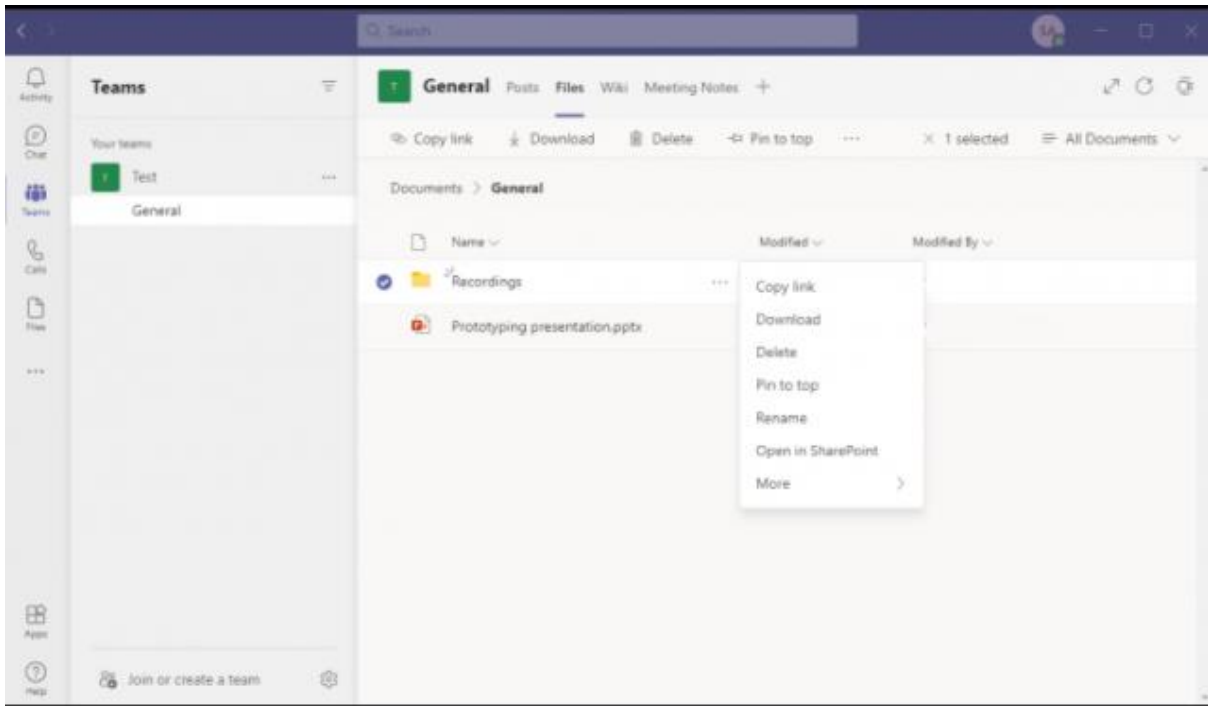 Search
SA
Activity
Chat
Teams
Calls
Files
Apps
Help
Teams
Your teams
T Test
General
Join or create a team
T General Posts Files Wiki Meeting Notes
Copy link Download Delete Pin to top 1 selected All Documents
Documents > General
Name Modified Modified By
Recordings
Prototyping presentation.pptx
Copy link
Download
Delete
Pin to top
Rename
Open in SharePoint
More